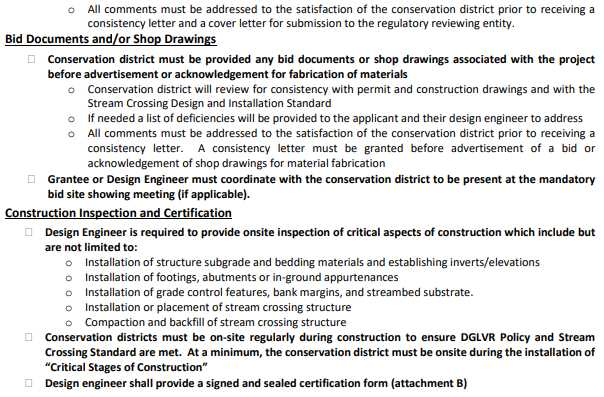 o All comments must be addressed to the satisfaction of the conservation district prior to receiving a
consistency letter and a cover letter for submission to the regulatory reviewing entity.
Bid Documents and/or Shop Drawings
☐ Conservation district must be provided any bid documents or shop drawings associated with the project
before advertisement or acknowledgement for fabrication of materials
o Conservation district will review for consistency with permit and construction drawings and with the
Stream Crossing Design and Installation Standard
o If needed a list of deficiencies will be provided to the applicant and their design engineer to address
o All comments must be addressed to the satisfaction of the conservation district prior to receiving a
consistency letter. A consistency letter must be granted before advertisement of a bid or
acknowledgement of shop drawings for material fabrication
☐ Grantee or Design Engineer must coordinate with the conservation district to be present at the mandatory
bid site showing meeting (if applicable).
Construction Inspection and Certification
☐ Design Engineer is required to provide onsite inspection of critical aspects of construction which include but
are not limited to:
o Installation of structure subgrade and bedding materials and establishing inverts/elevations
o Installation of footings, abutments or in-ground appurtenances
o Installation of grade control features, bank margins, and streambed substrate.
o Installation or placement of stream crossing structure
o Compaction and backfill of stream crossing structure
☐ Conservation districts must be on-site regularly during construction to ensure DGLVR Policy and Stream
Crossing Standard are met. At a minimum, the conservation district must be onsite during the installation of
“Critical Stages of Construction”
☐ Design engineer shall provide a signed and sealed certification form (attachment B)